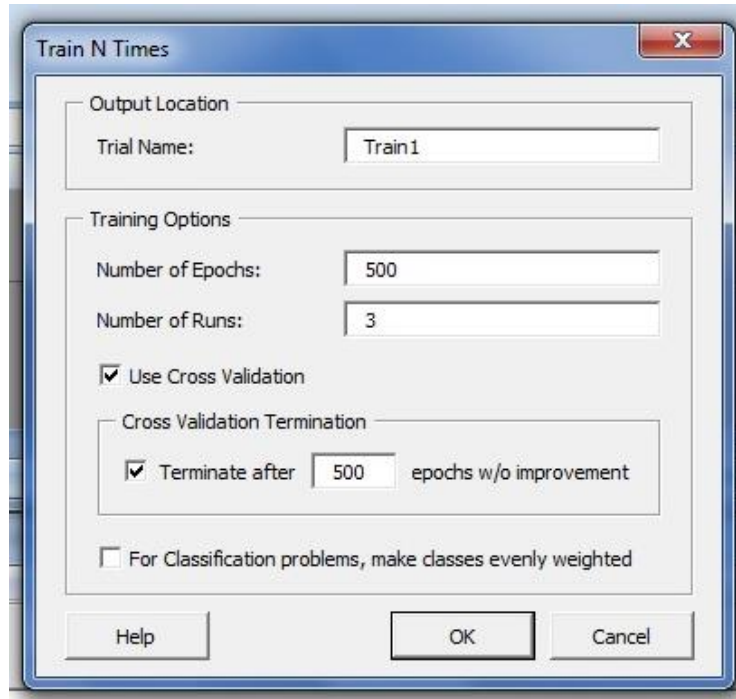 Train N Times
Output Location
Trial Name: Train1
Training Options
Number of Epochs: 500
Number of Runs: 3
Use Cross Validation
Cross Validation Termination
Terminate after 500 epochs w/o improvement
For Classification problems, make classes evenly weighted
Help OK Cancel